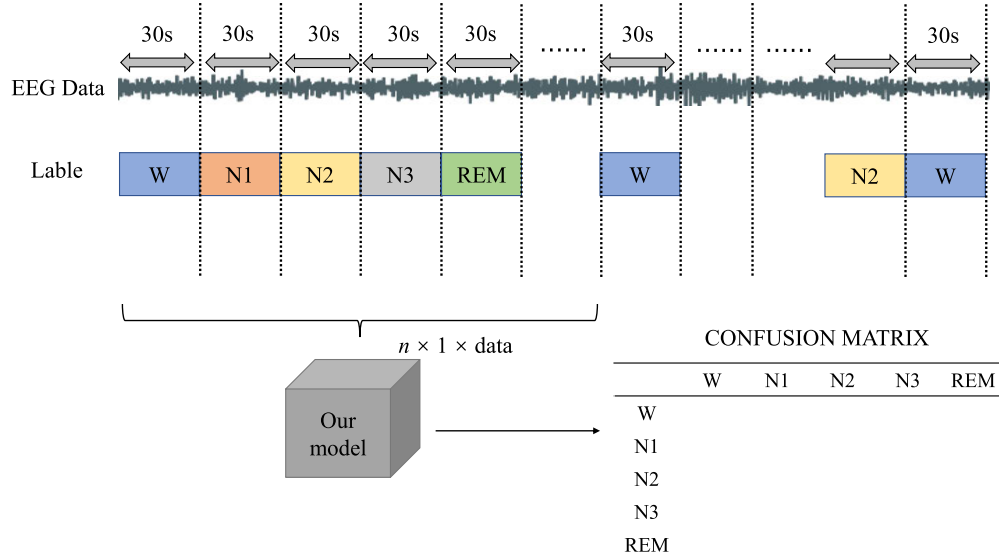 30s 30s 30s 30s 30s ...... 30s ...... ...... 30s
EEG Data
Lable W N1 N2 N3 REM W N2 W
n × 1 × data
Our
model
CONFUSION MATRIX
W N1 N2 N3 REM
W
N1
N2
N3
REM